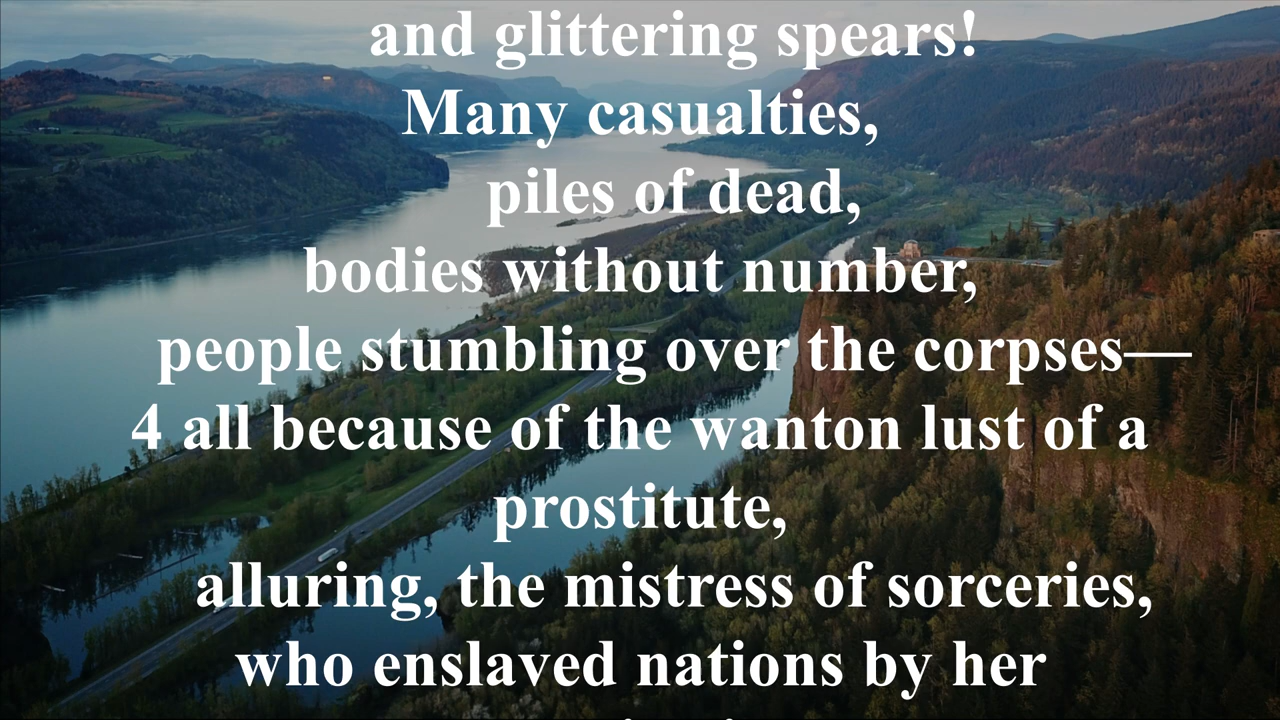 and glittering spears!
Many casualties,
piles of dead,
bodies without number,
people stumbling over the corpses—
4 all because of the wanton lust of a
prostitute,
alluring, the mistress of sorceries,
who enslaved nations by her